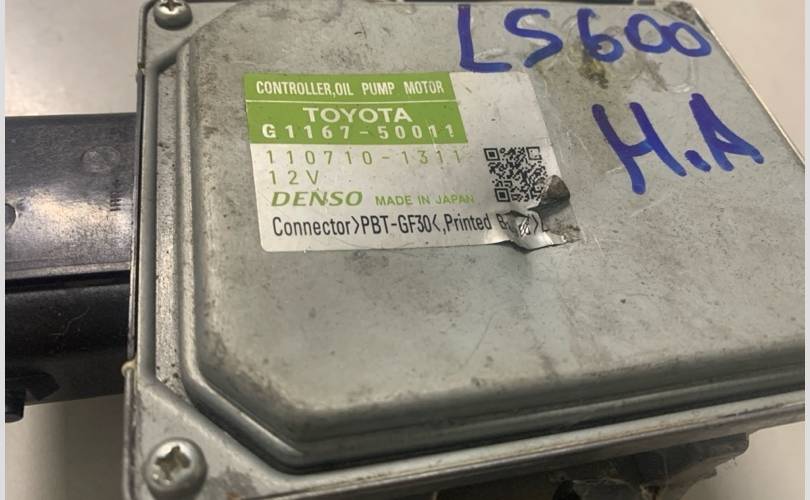 LS600
H.A
CONTROLLER,OIL PUMP MOTOR
TOYOTA
G1167-50011
110710-1311
12V
DENSO MADE IN JAPAN
Connector>PBT-GF30<,Printed